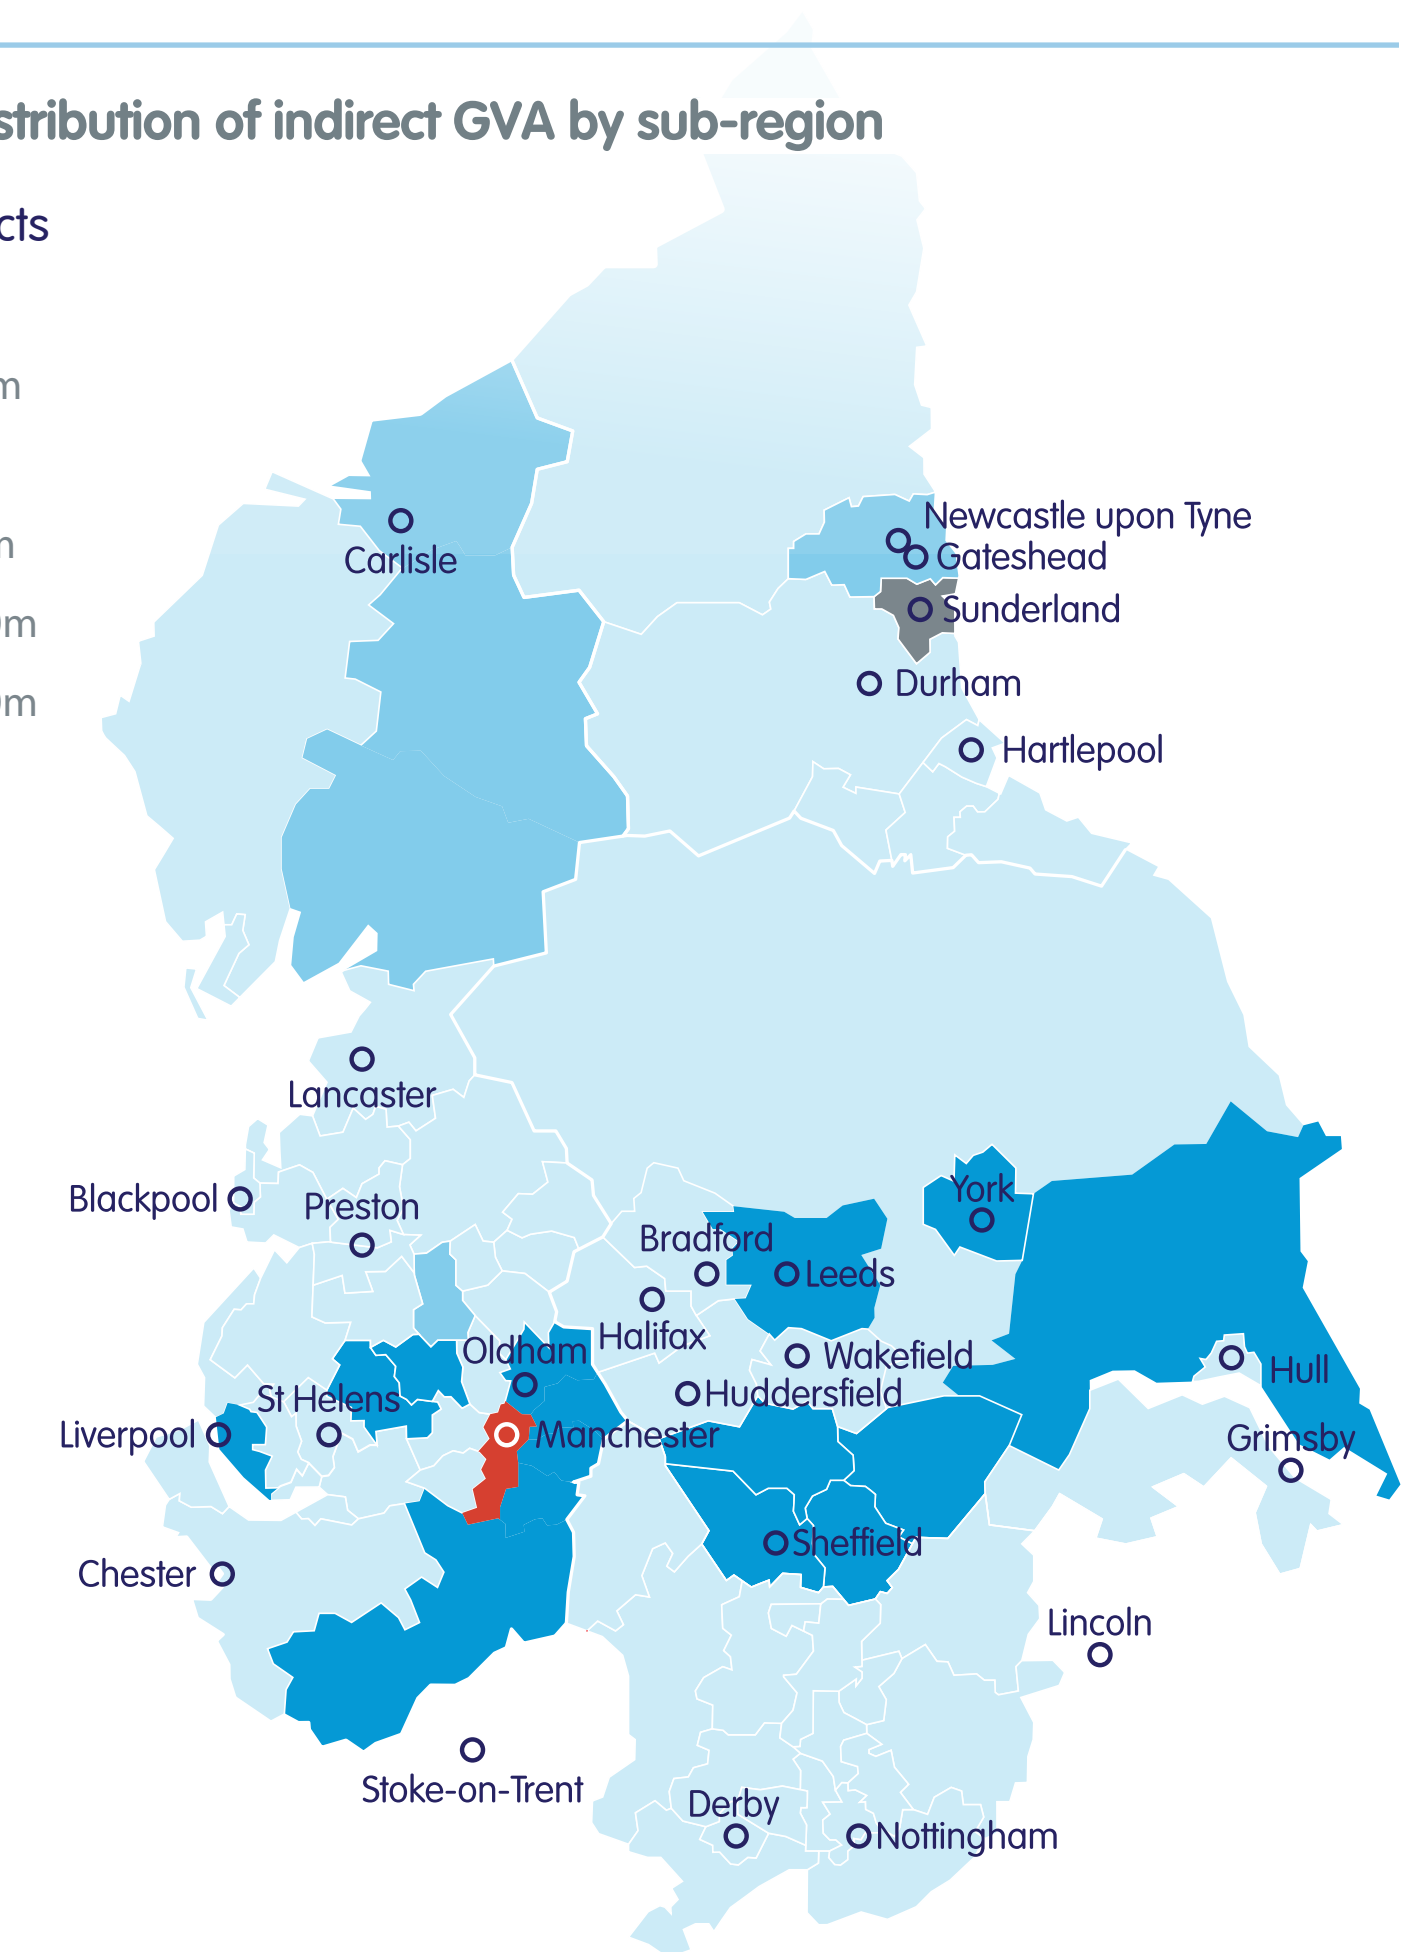 stribution of indirect GVA by sub-region
cts
m
m
m
Newcastle upon Tyne
Carlisle
Gateshead
Sunderland
Durham
Hartlepool
Lancaster
York
Blackpool
Preston
Bradford
Leeds
Halifax
Oldham
Wakefield
Hull
Huddersfield
St Helens
Liverpool
Manchester
Grimsby
Sheffield
Chester
Lincoln
Stoke-on-Trent
Derby
Nottingham